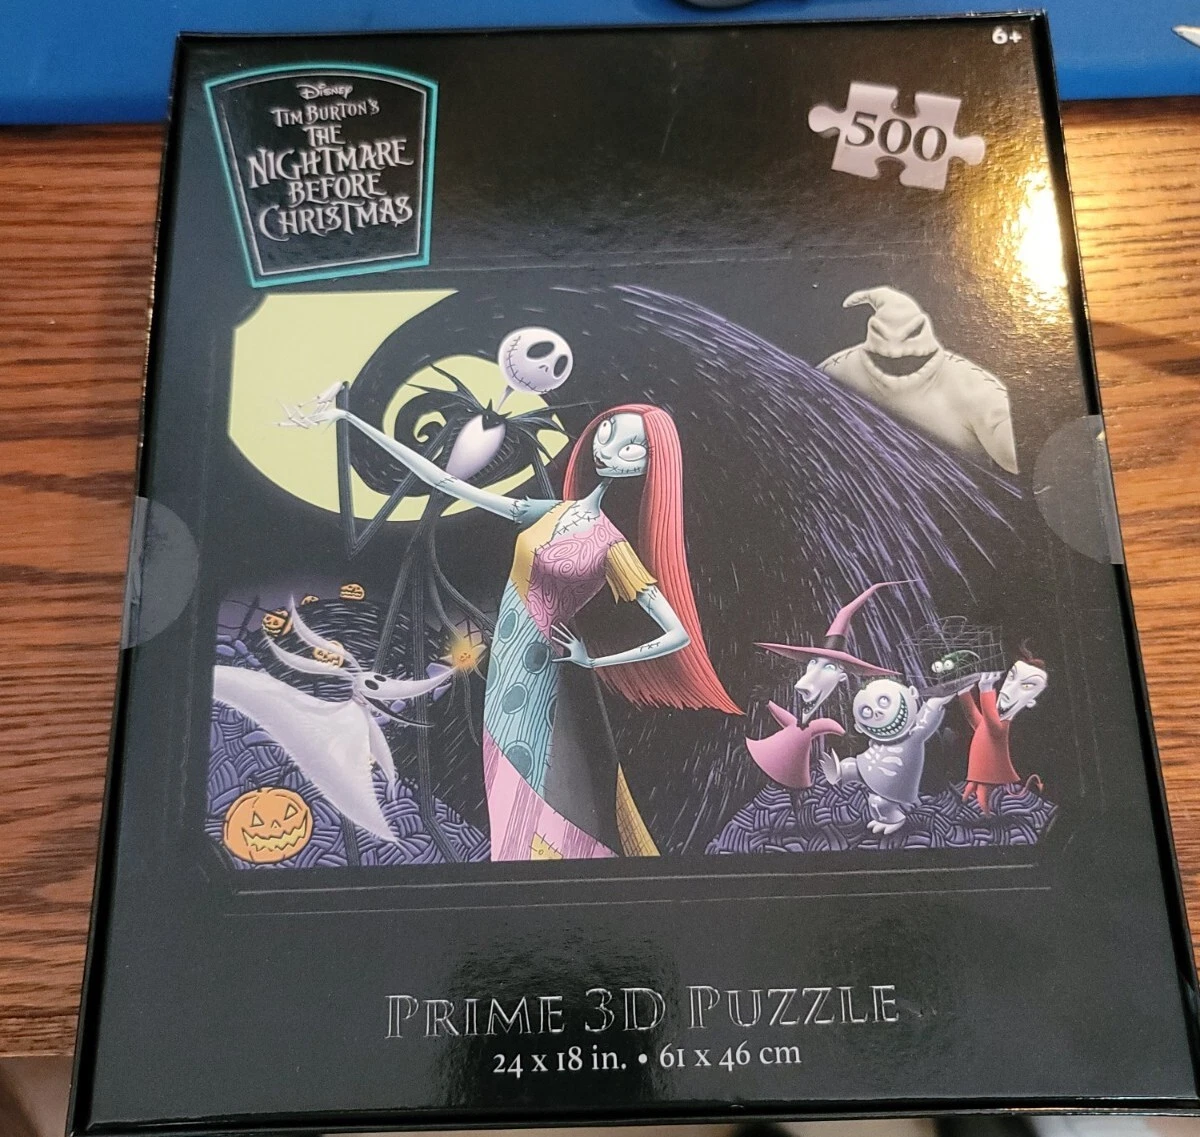 6+
DISNEY
TIM BURTON'S
THE
NIGHTMARE
BEFORE
CHRISTMAS
500
PRIME 3D PUZZLE
24 x 18 in. • 61 x 46 cm